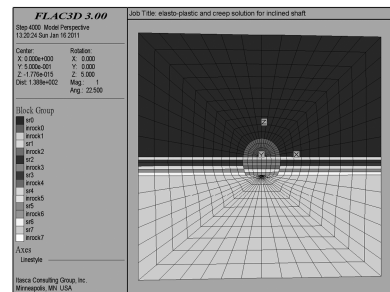 FLAC3D 3.00
Step 4000 Model Perspective
13:20:24 Sun Jan 16 2011
Center:
X: 0.000e+000
Y: 5.000e-001
Z: -1.776e-015
Dist: 1.388e+002
Rotation:
X: 0.000
Y: 0.000
Z: 5.000
Mag.: 1
Ang.: 22.500
Block Group
sr0
inrock0
inrock1
sr1
inrock2
sr2
inrock3
sr3
inrock4
sr4
inrock5
sr5
inrock6
sr6
sr7
inrock7
Axes
Linestyle
Itasca Consulting Group, Inc.
Minneapolis, MN USA
Job Title: elasto-plastic and creep solution for inclined shaft